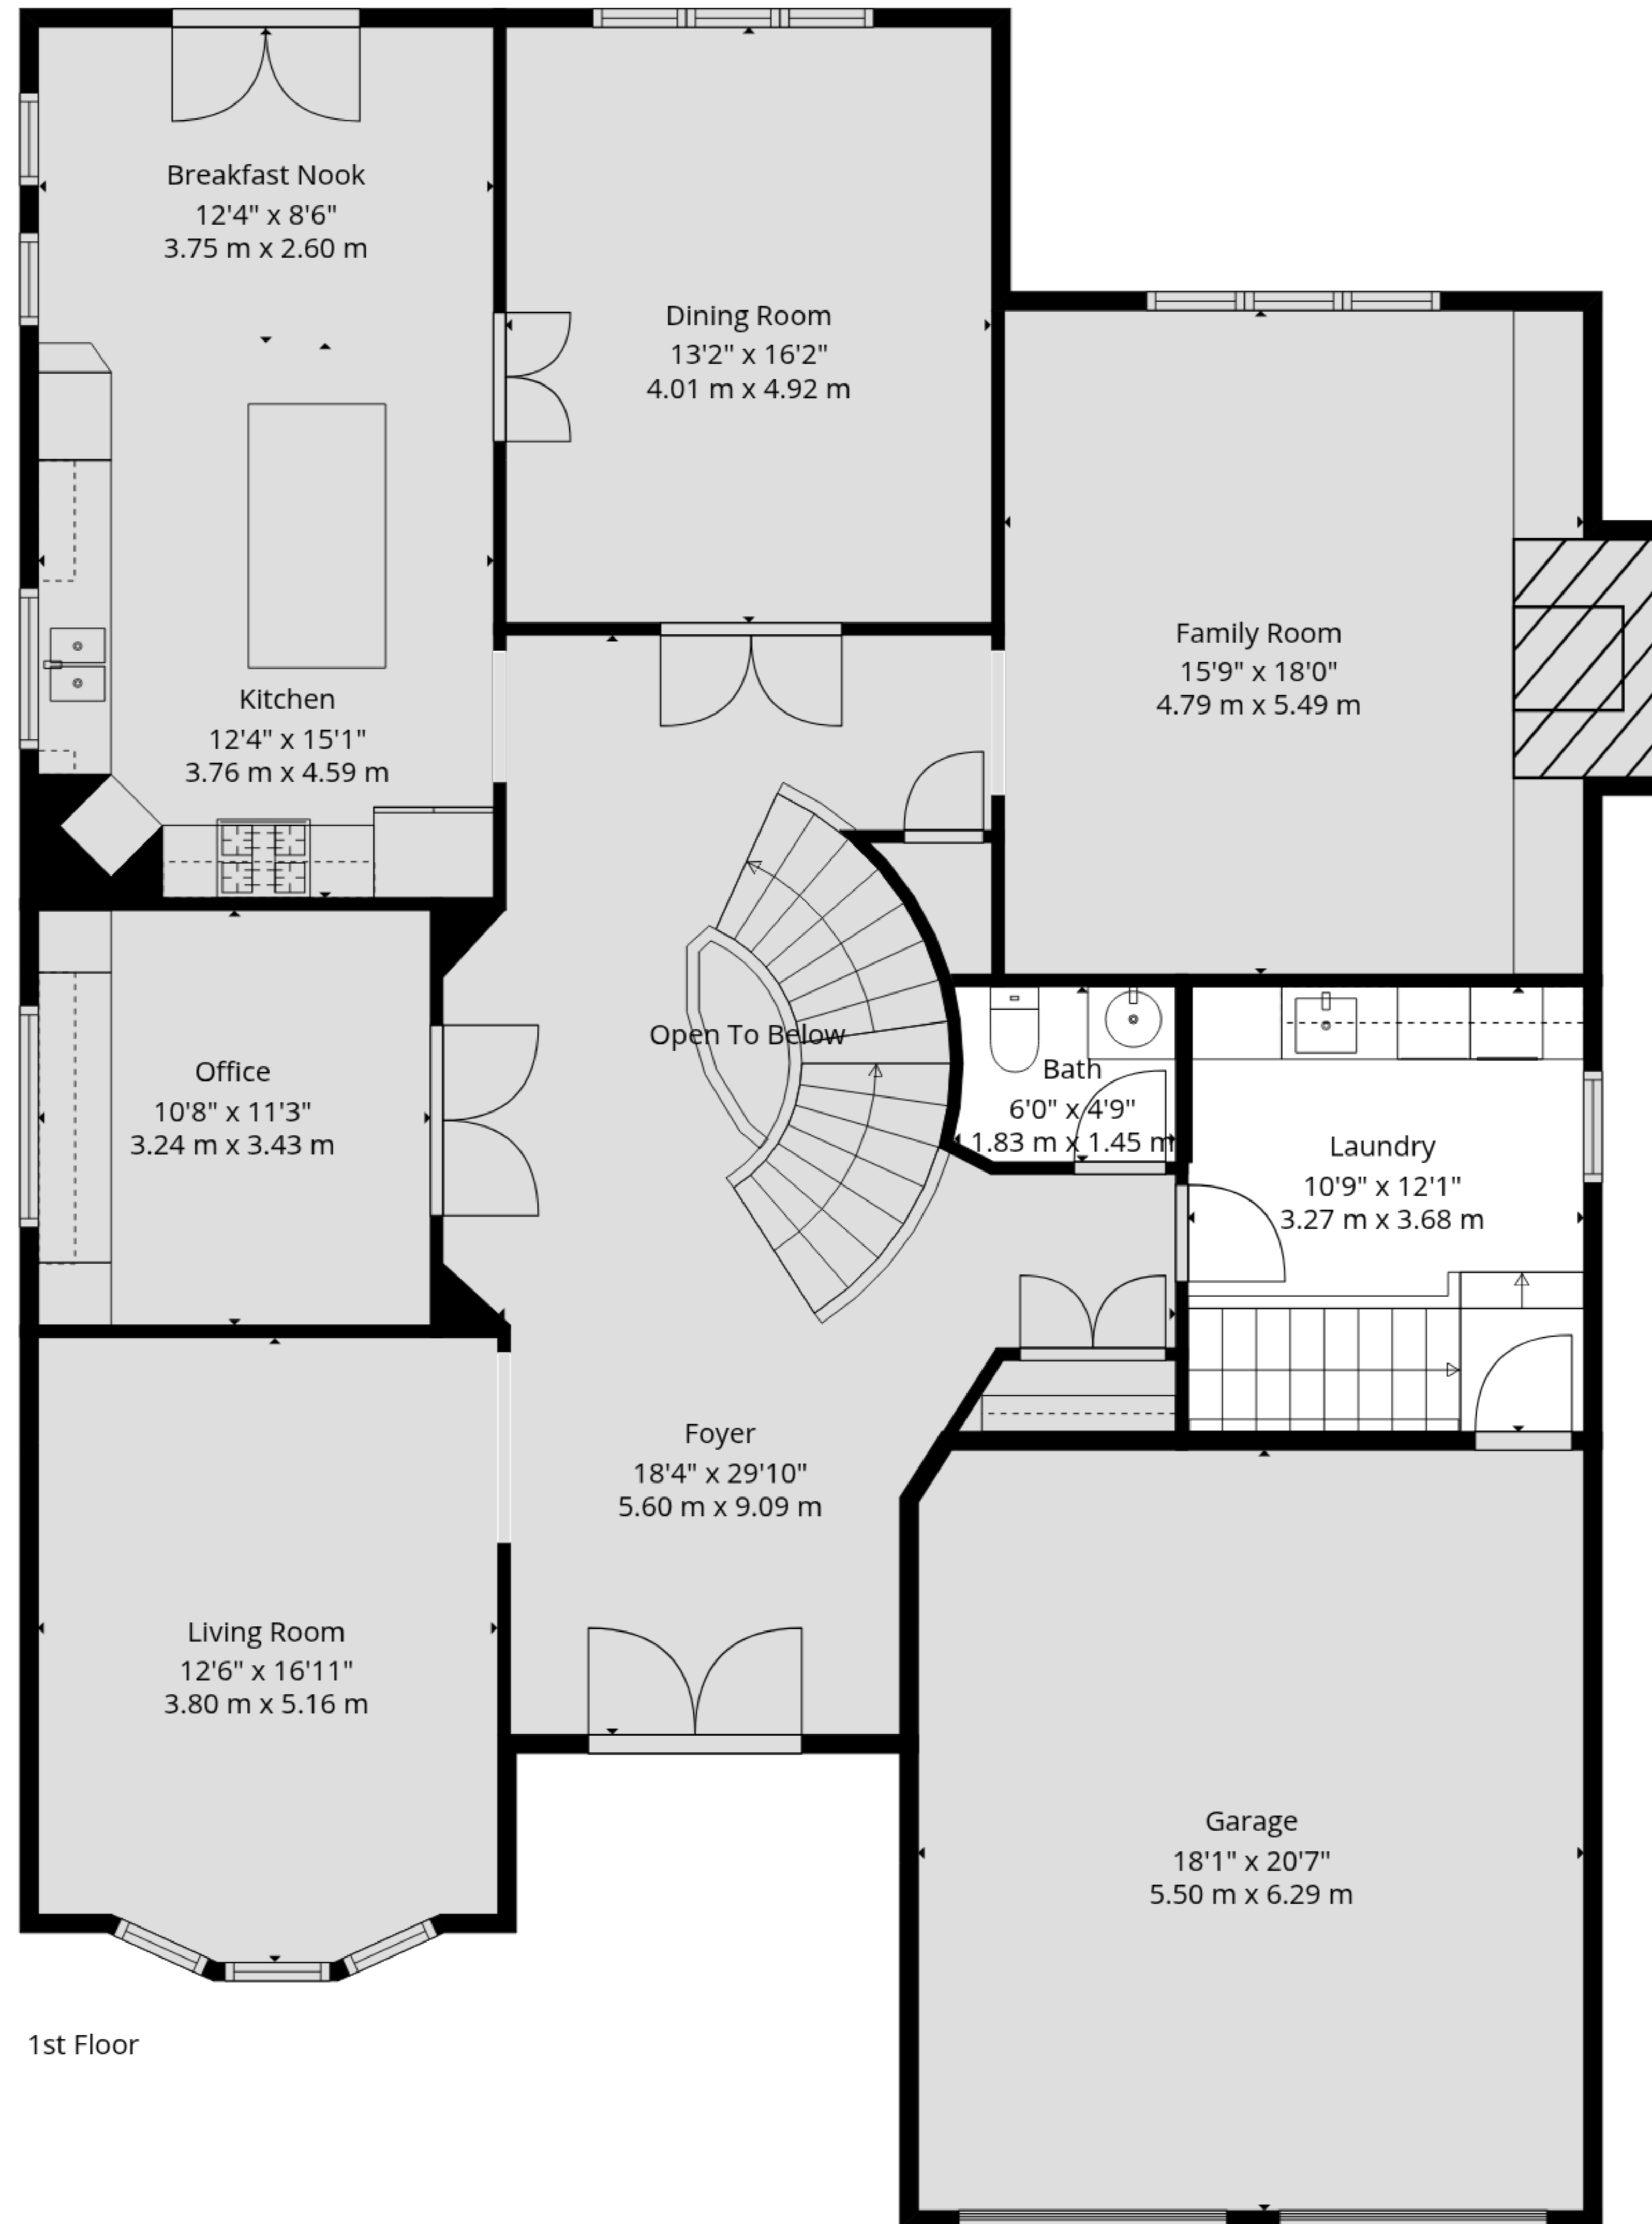 Breakfast Nook
12'4" x 8'6"
3.75 m x 2.60 m
Dining Room
13'2" x 16'2"
4.01 m x 4.92 m
Family Room
15'9" x 18'0"
4.79 m x 5.49 m
Kitchen
12'4" x 15'1"
3.76 m x 4.59 m
Open To Below
Office
10'8" x 11'3"
3.24 m x 3.43 m
Bath
6'0" x 4'9"
1.83 m x 1.45 m
Laundry
10'9" x 12'1"
3.27 m x 3.68 m
Foyer
18'4" x 29'10"
5.60 m x 9.09 m
Living Room
12'6" x 16'11"
3.80 m x 5.16 m
Garage
18'1" x 20'7"
5.50 m x 6.29 m
1st Floor